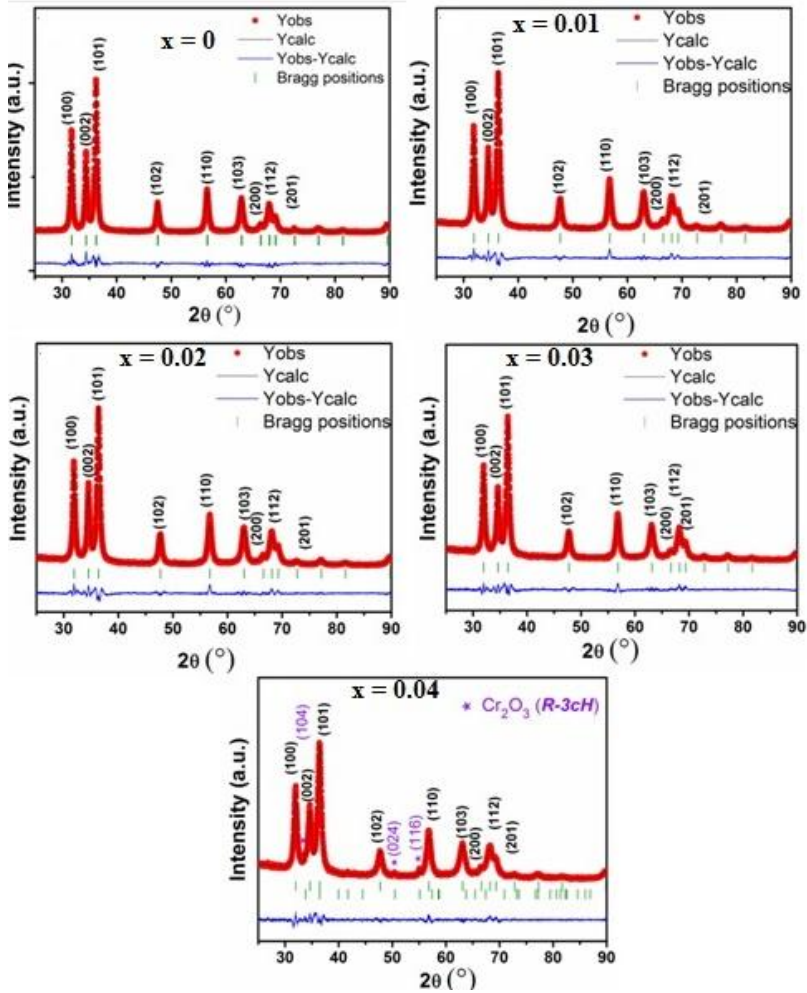 x = 0
Yobs
Ycalc
Yobs-Ycalc
Bragg positions
(100)
(002)
(101)
(102)
(110)
(103)
(200)
(112)
(201)
Intensity (a.u.)
30 40 50 60 70 80 90
2θ (°)
x = 0.01
Yobs
Ycalc
Yobs-Ycalc
Bragg positions
(100)
(002)
(101)
(102)
(110)
(103)
(200)
(112)
(201)
Intensity (a.u.)
30 40 50 60 70 80 90
2θ (°)
x = 0.02
Yobs
Ycalc
Yobs-Ycalc
Bragg positions
(100)
(002)
(101)
(102)
(110)
(103)
(200)
(112)
(201)
Intensity (a.u.)
30 40 50 60 70 80 90
2θ (°)
x = 0.03
Yobs
Ycalc
Yobs-Ycalc
Bragg positions
(100)
(002)
(101)
(102)
(110)
(103)
(200)
(112)
(201)
Intensity (a.u.)
30 40 50 60 70 80 90
2θ (°)
x = 0.04
* Cr₂O₃ (R-3cH)
(100)
(104)
(002)
(101)
(102)
*(024)
*(116)
(110)
(103)
(200)
(112)
(201)
Intensity (a.u.)
30 40 50 60 70 80 90
2θ (°)